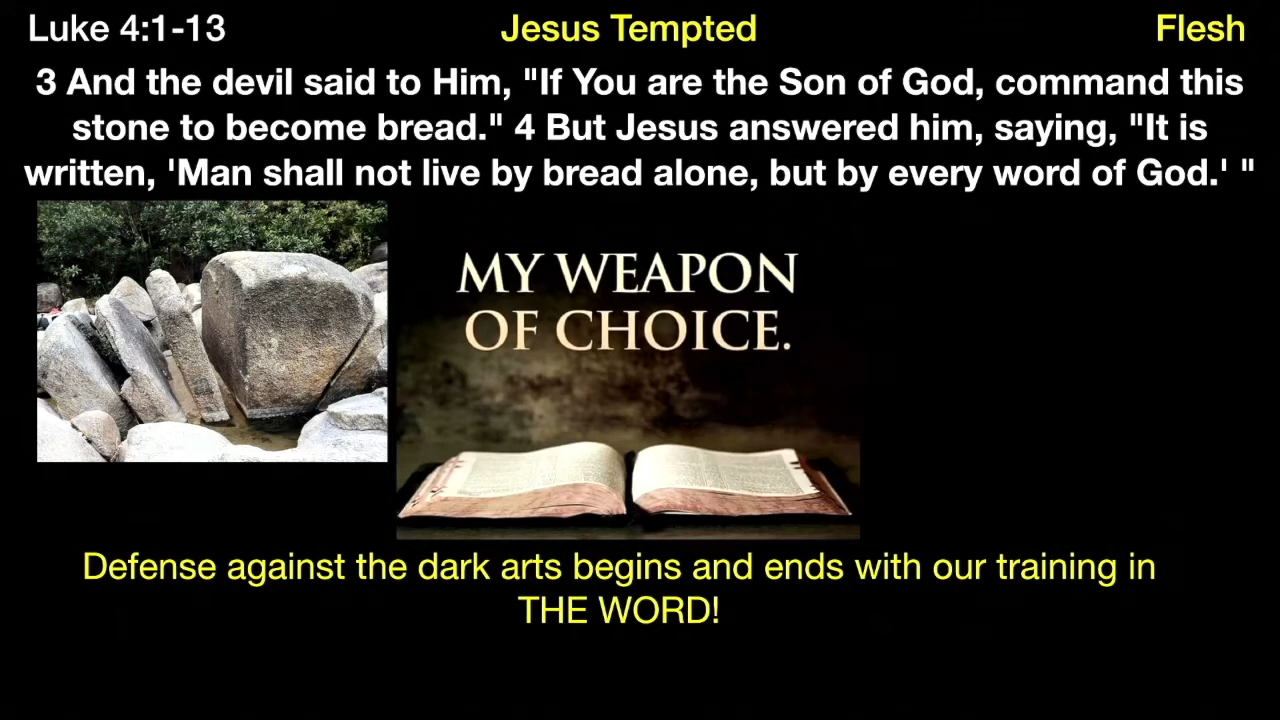 Luke 4:1-13
Jesus Tempted
Flesh
3 And the devil said to Him, "If You are the Son of God, command this
stone to become bread." 4 But Jesus answered him, saying, "It is
written, 'Man shall not live by bread alone, but by every word of God.' "
MY WEAPON
OF CHOICE.
Defense against the dark arts begins and ends with our training in
THE WORD!